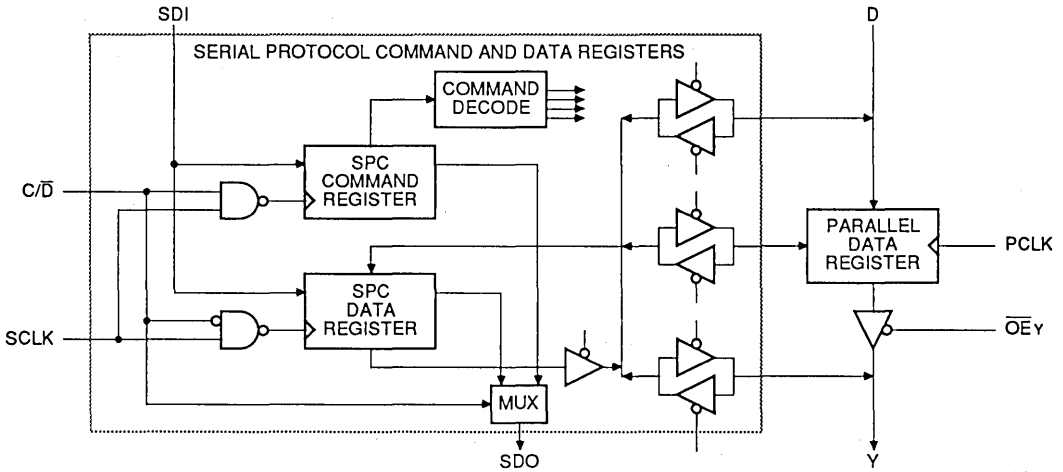 SDI
D
SERIAL PROTOCOL COMMAND AND DATA REGISTERS
COMMAND
DECODE
SPC
COMMAND
REGISTER
C/D̅
PARALLEL
DATA
REGISTER
PCLK
SPC
DATA
REGISTER
SCLK
O̅E̅Y
MUX
SDO
Y